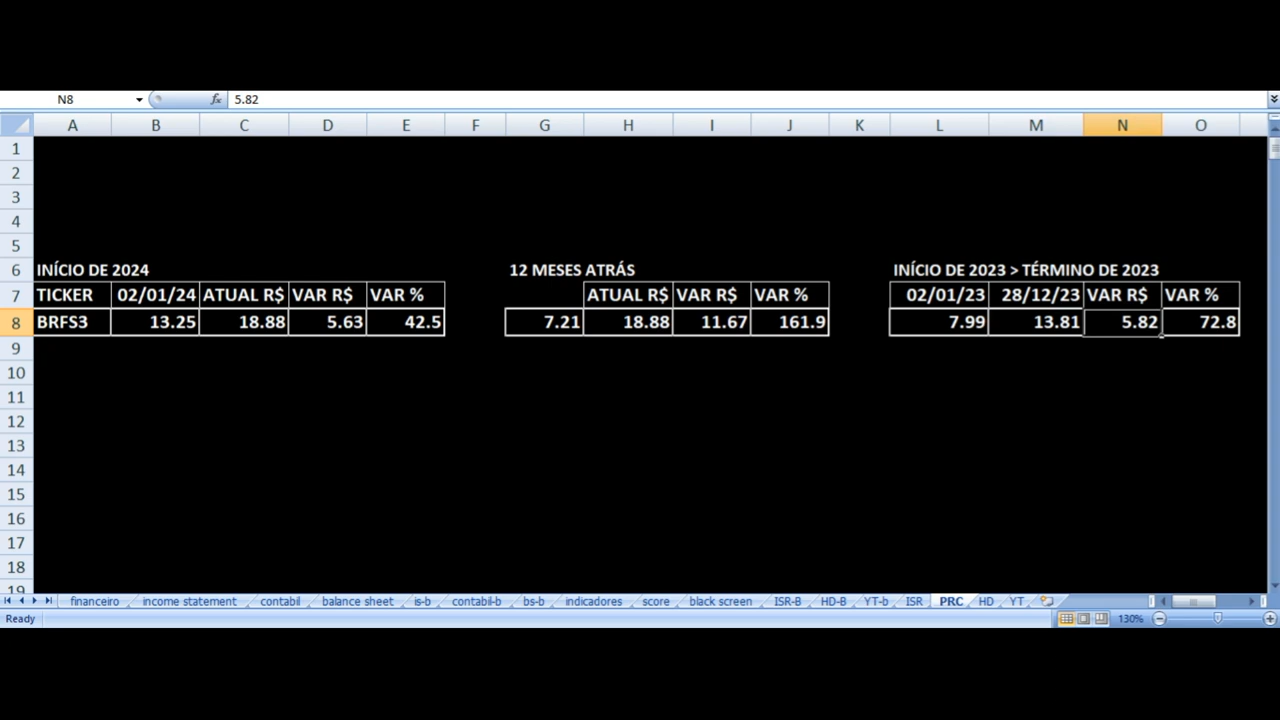 N8 fx 5.82
A B C D E F G H I J K L M N O
1
2
3
4
5
6 INÍCIO DE 2024 12 MESES ATRÁS INÍCIO DE 2023 > TÉRMINO DE 2023
7 TICKER 02/01/24 ATUAL R$ VAR R$ VAR % ATUAL R$ VAR R$ VAR % 02/01/23 28/12/23 VAR R$ VAR %
8 BRFS3 13.25 18.88 5.63 42.5 7.21 18.88 11.67 161.9 7.99 13.81 5.82 72.8
9
10
11
12
13
14
15
16
17
18
19
financeiro income statement contabil balance sheet is-b contabil-b bs-b indicadores score black screen ISR-B HD-B YT-b ISR PRC HD YT
Ready 130%